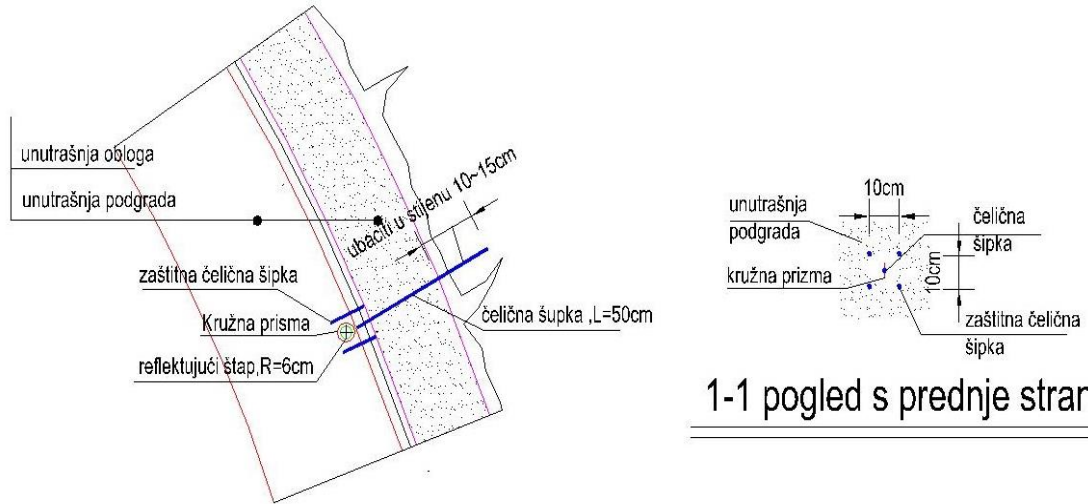 unutrašnja obloga
unutrašnja podgrada
ubaciti u stijenu 10~15cm
zaštitna čelična šipka
Kružna prisma
čelična šupka ,L=50cm
reflektujući štap,R=6cm
10cm
unutrašnja
podgrada
čelična
šipka
kružna prizma
10cm
zaštitna čelična
šipka
1-1 pogled s prednje stran